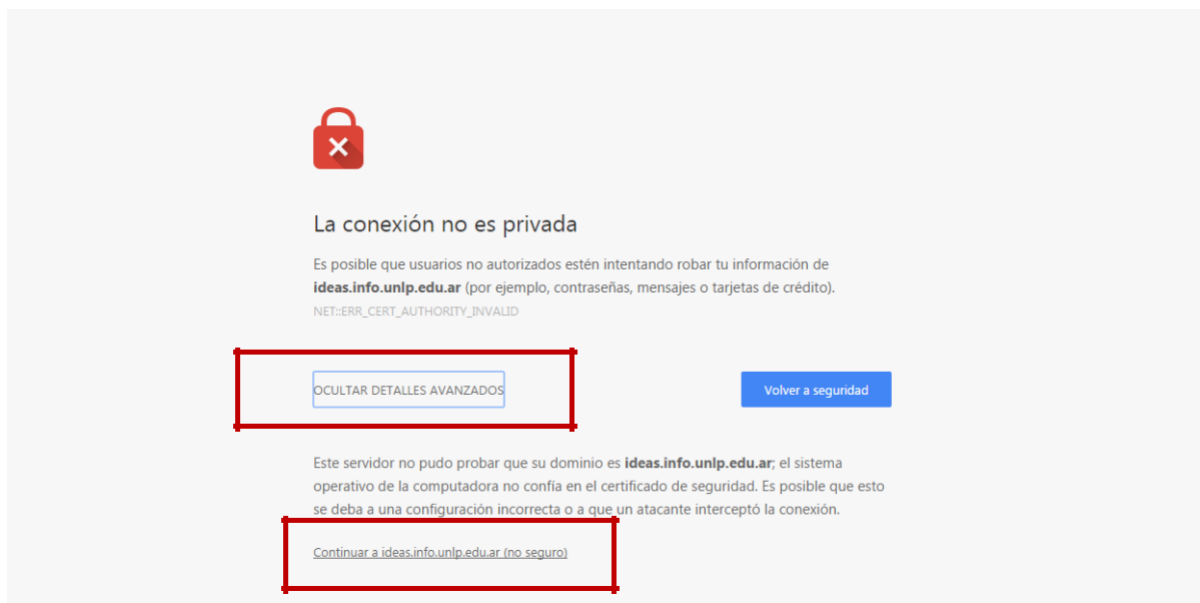 La conexión no es privada
Es posible que usuarios no autorizados estén intentando robar tu información de
ideas.info.unlp.edu.ar (por ejemplo, contraseñas, mensajes o tarjetas de crédito).
NET::ERR_CERT_AUTHORITY_INVALID
OCULTAR DETALLES AVANZADOS
Volver a seguridad
Este servidor no pudo probar que su dominio es ideas.info.unlp.edu.ar; el sistema
operativo de la computadora no confía en el certificado de seguridad. Es posible que esto
se deba a una configuración incorrecta o a que un atacante interceptó la conexión.
Continuar a ideas.info.unlp.edu.ar (no seguro)